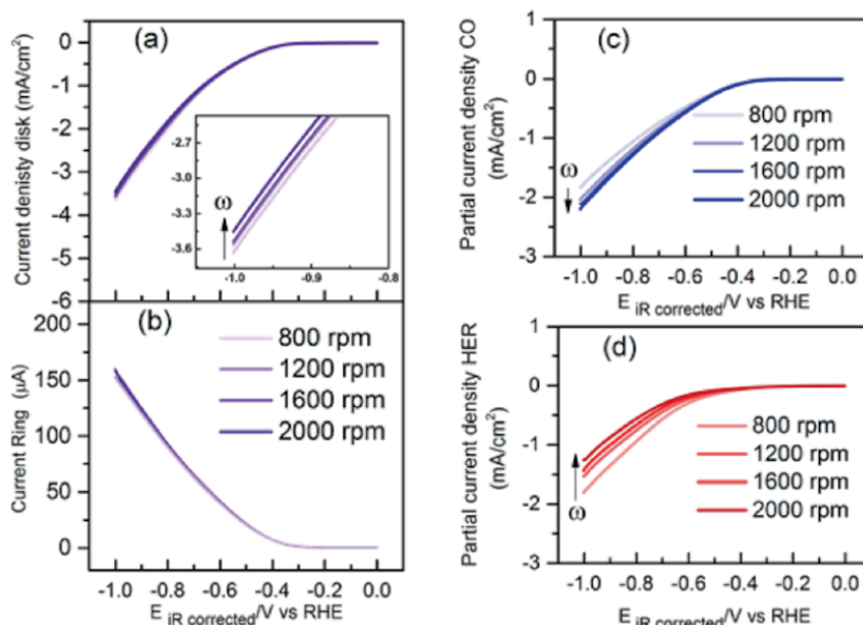 (a)
Current denisty disk (mA/cm²)
0
-1
-2
-3
-4
-5
-6
-2.7
-3.0
-3.3
-3.6
ω
-1.0
-0.9
-0.8
(b)
Current Ring (μA)
200
150
100
50
0
800 rpm
1200 rpm
1600 rpm
2000 rpm
-1.0 -0.8 -0.6 -0.4 -0.2 0.0
E iR corrected/V vs RHE
(c)
Partial current density CO
(mA/cm²)
1
0
-1
-2
-3
800 rpm
1200 rpm
1600 rpm
2000 rpm
ω
-1.0 -0.8 -0.6 -0.4 -0.2 0.0
E iR corrected/V vs RHE
(d)
Partial current density HER
(mA/cm²)
1
0
-1
-2
-3
800 rpm
1200 rpm
1600 rpm
2000 rpm
ω
-1.0 -0.8 -0.6 -0.4 -0.2 0.0
E iR corrected/V vs RHE